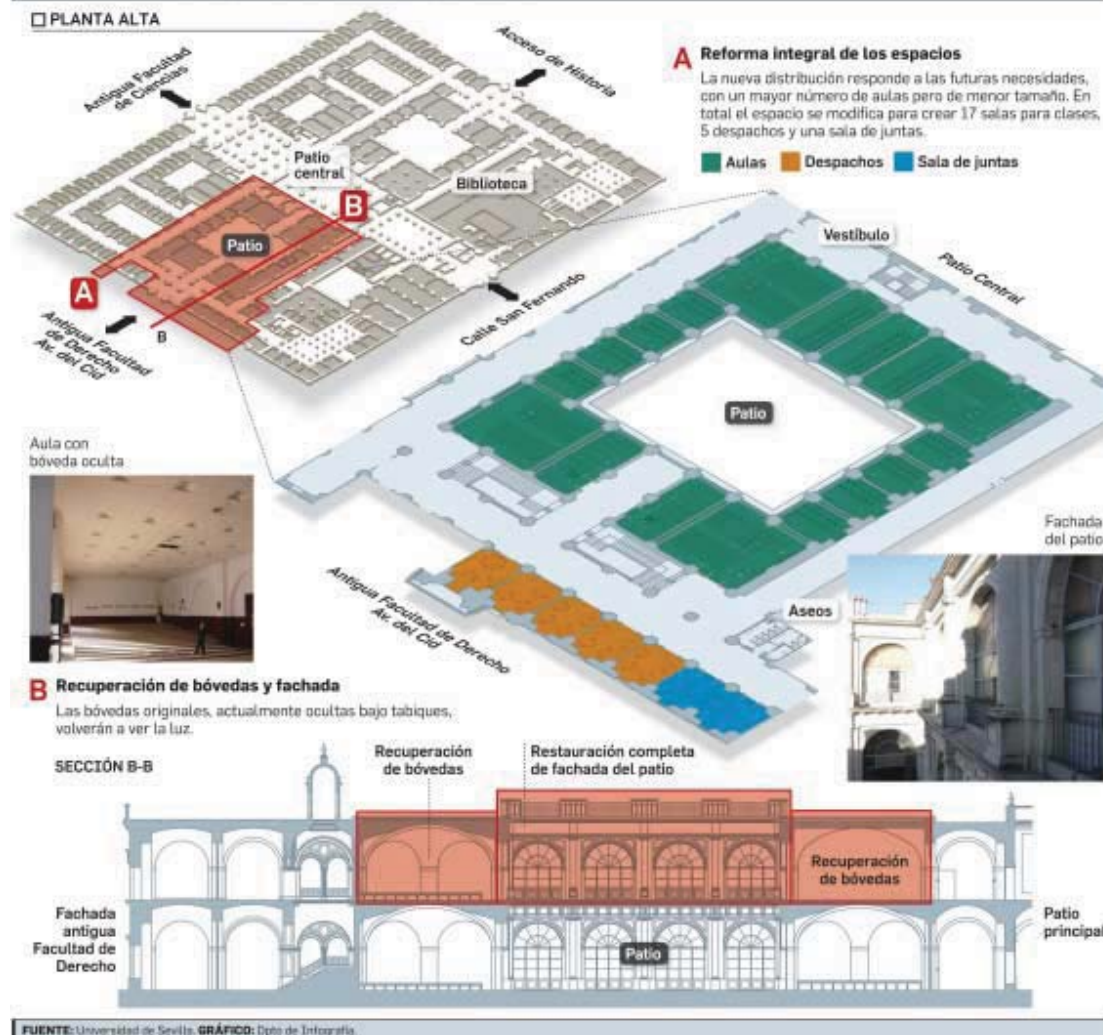 PLANTA ALTA
Antigua Facultad
de Ciencias
Acceso de Historia
Patio
central
Biblioteca
Patio
A
B
B
Antigua Facultad
de Derecho
Av. del Cid
Calle San Fernando
A Reforma integral de los espacios
La nueva distribución responde a las futuras necesidades,
con un mayor número de aulas pero de menor tamaño. En
total el espacio se modifica para crear 17 salas para clases,
5 despachos y una sala de juntas.
Aulas Despachos Sala de juntas
Vestíbulo
Patio Central
Patio
Aseos
Antigua Facultad de Derecho
Av. del Cid
Aula con
bóveda oculta
Fachada
del patio
B Recuperación de bóvedas y fachada
Las bóvedas originales, actualmente ocultas bajo tabiques,
volverán a ver la luz.
SECCIÓN B-B
Recuperación
de bóvedas
Restauración completa
de fachada del patio
Recuperación
de bóvedas
Fachada
antigua
Facultad de
Derecho
Patio
Patio
principal
FUENTE: Universidad de Sevilla. GRÁFICO: Dpto de Infografía.